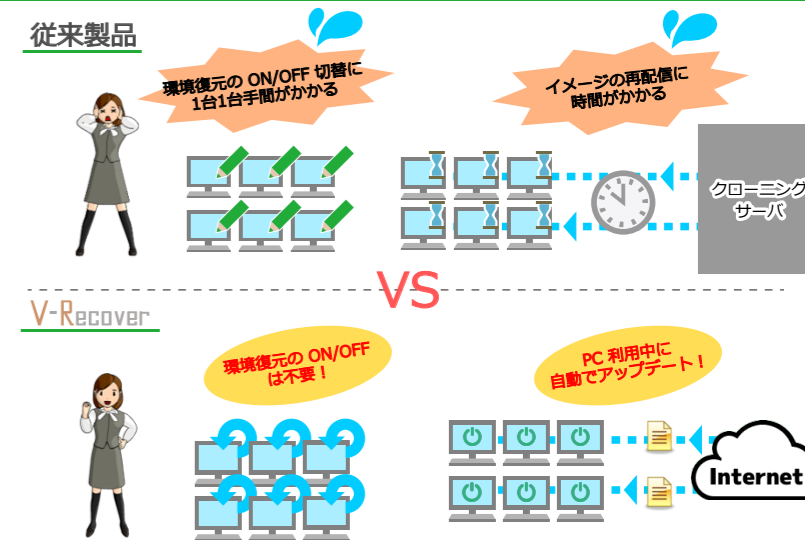 従来製品
環境復元の ON/OFF 切替に
1台1台手間がかかる
イメージの再配信に
時間がかかる
クローニング
サーバ
VS
V-Recover
環境復元の ON/OFF
は不要！
PC 利用中に
自動でアップデート！
Internet